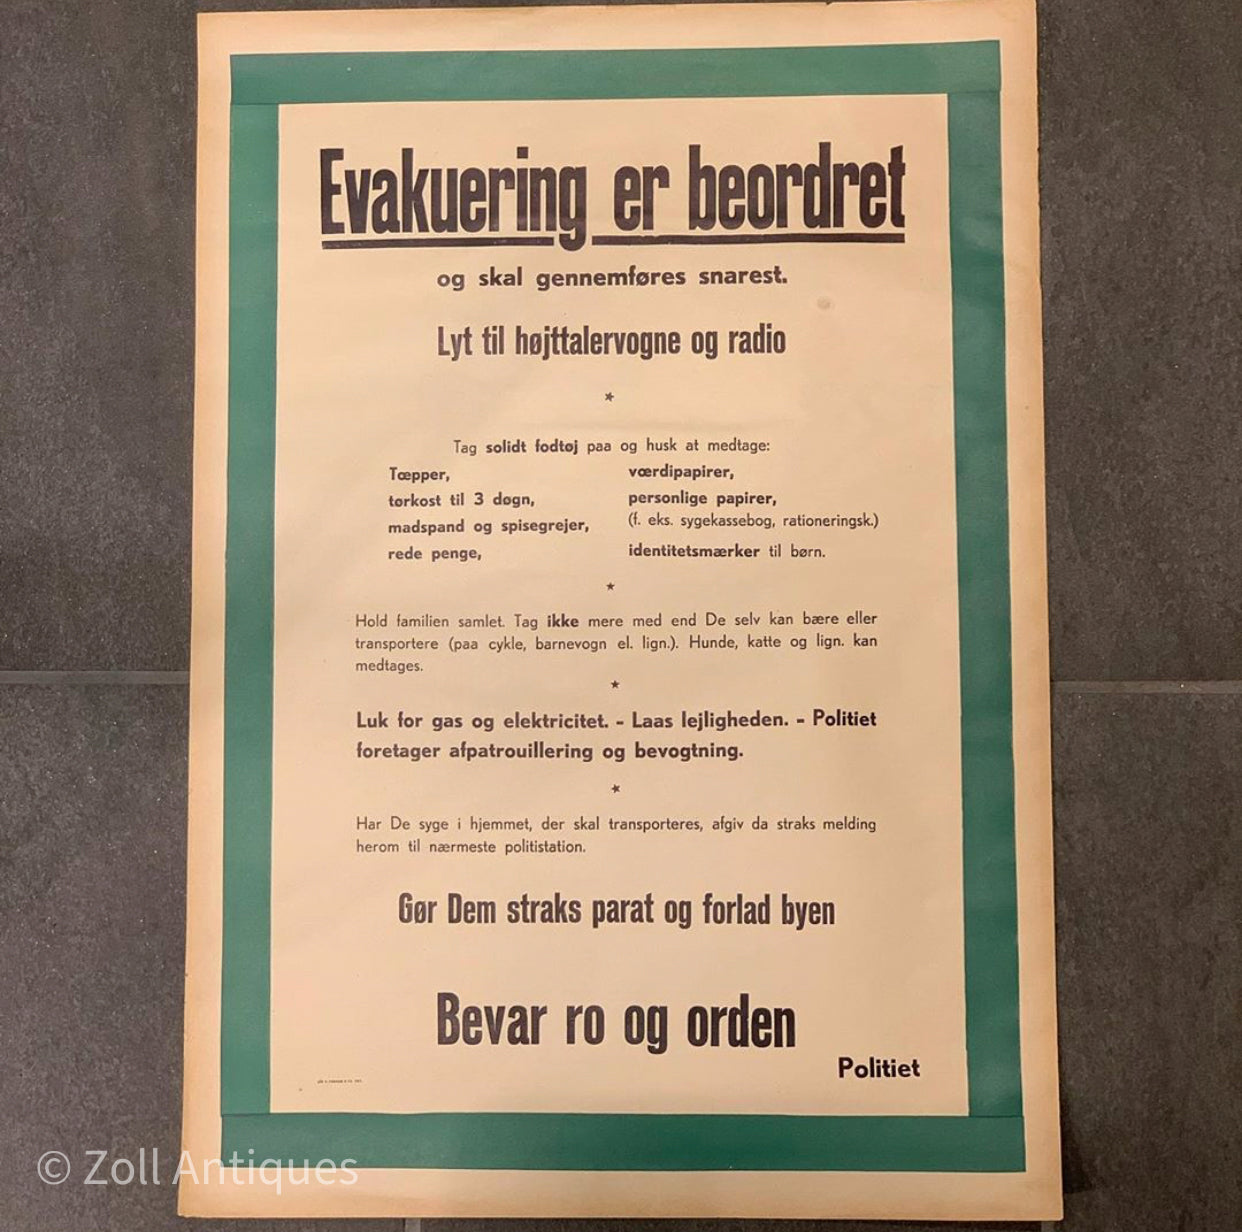 Evakuering er beordret
og skal gennemføres snarest.
Lyt til højttalervogne og radio
*
Tag solidt fodtøj paa og husk at medtage:
Tæpper,
tørkost til 3 døgn,
madspand og spisegrejer,
rede penge,
værdipapirer,
personlige papirer,
(f. eks. sygekassebog, rationeringsk.)
identitetsmærker til børn.
*
Hold familien samlet. Tag ikke mere med end De selv kan bære eller
transportere (paa cykle, barnevogn el. lign.). Hunde, katte og lign. kan
medtages.
*
Luk for gas og elektricitet. - Laas lejligheden. - Politiet
foretager afpatrouillering og bevogtning.
*
Har De syge i hjemmet, der skal transporteres, afgiv da straks melding
herom til nærmeste politistation.
Gør Dem straks parat og forlad byen
Bevar ro og orden
Politiet
© Zoll Antiques